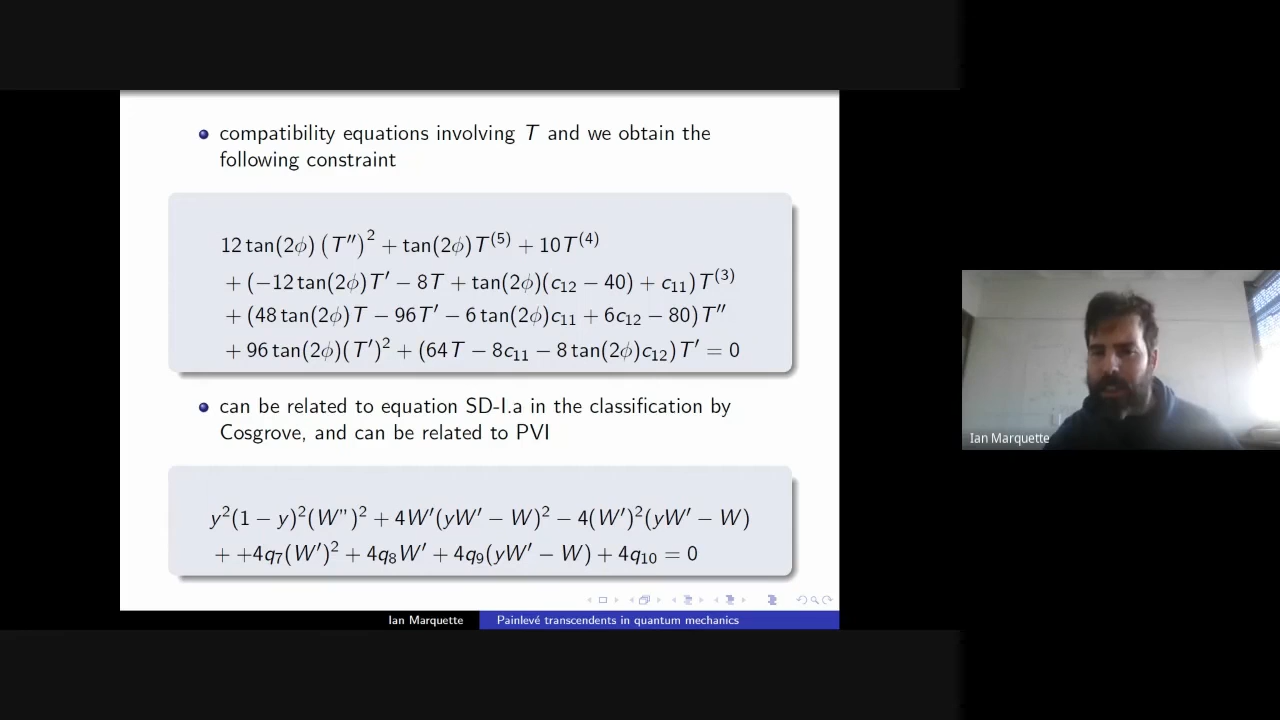 compatibility equations involving T and we obtain the
following constraint
12 tan(2ϕ) (T″)² + tan(2ϕ)T⁽⁵⁾ + 10T⁽⁴⁾
+ (−12 tan(2ϕ)T′ − 8T + tan(2ϕ)(c₁₂ − 40) + c₁₁)T⁽³⁾
+ (48 tan(2ϕ)T − 96T′ − 6 tan(2ϕ)c₁₁ + 6c₁₂ − 80)T″
+ 96 tan(2ϕ)(T′)² + (64T − 8c₁₁ − 8 tan(2ϕ)c₁₂)T′ = 0
can be related to equation SD-I.a in the classification by
Cosgrove, and can be related to PVI
y²(1 − y)²(W")² + 4W′(yW′ − W)² − 4(W′)²(yW′ − W)
+ +4q₇(W′)² + 4q₈W′ + 4q₉(yW′ − W) + 4q₁₀ = 0
Ian Marquette Painlevé transcendents in quantum mechanics
Ian Marquette